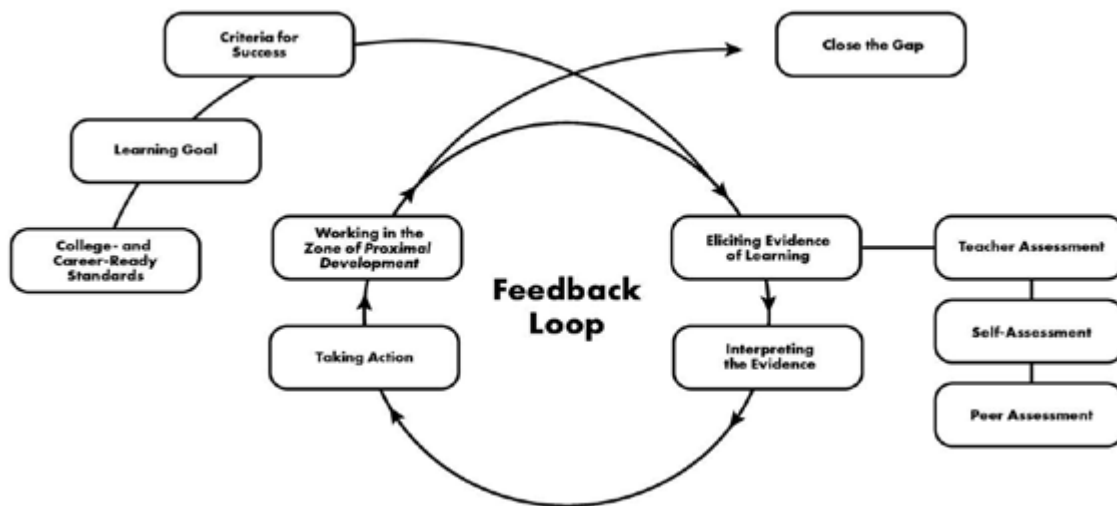 Criteria for
Success
Close the Gap
Learning Goal
College- and
Career-Ready
Standards
Working in the
Zone of Proximal
Development
Eliciting Evidence
of Learning
Teacher Assessment
Feedback
Loop
Taking Action
Interpreting
the Evidence
Self-Assessment
Peer Assessment